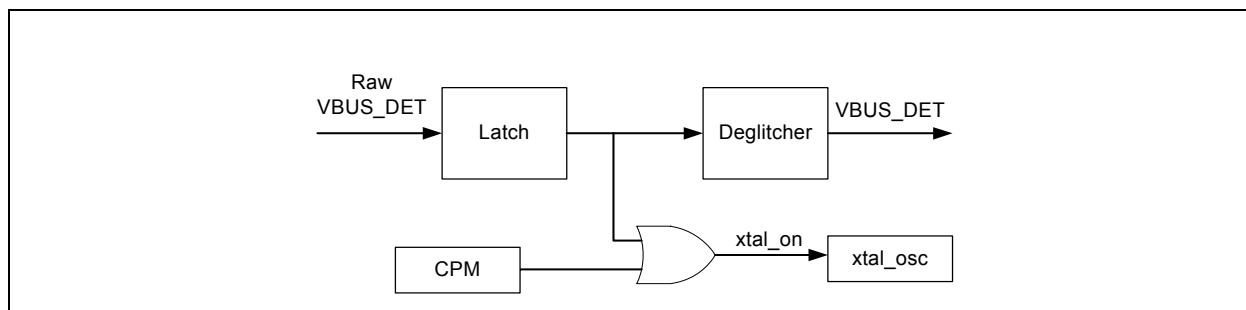 Raw
VBUS_DET
Latch
Deglitcher
VBUS_DET
CPM
xtal_on
xtal_osc